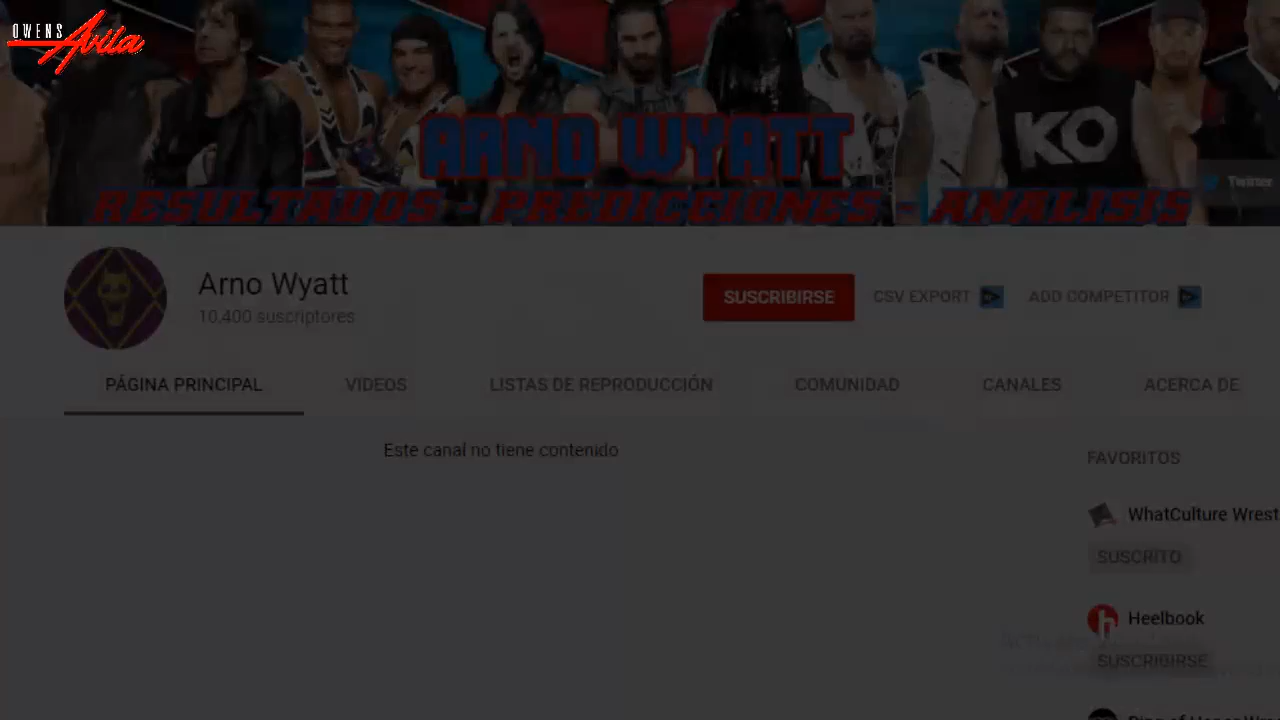 OWENS
Avila
KO
ARNO WYATT
Twitter
RESULTADOS - PREDICCIONES - ANALISIS
Arno Wyatt
10,400 suscriptores
SUSCRIBIRSE
CSV EXPORT
ADD COMPETITOR
PÁGINA PRINCIPAL
VIDEOS
LISTAS DE REPRODUCCIÓN
COMUNIDAD
CANALES
ACERCA DE
Este canal no tiene contenido
FAVORITOS
WhatCulture Wrest
SUSCRITO
h
Heelbook
SUSCRIBIRSE